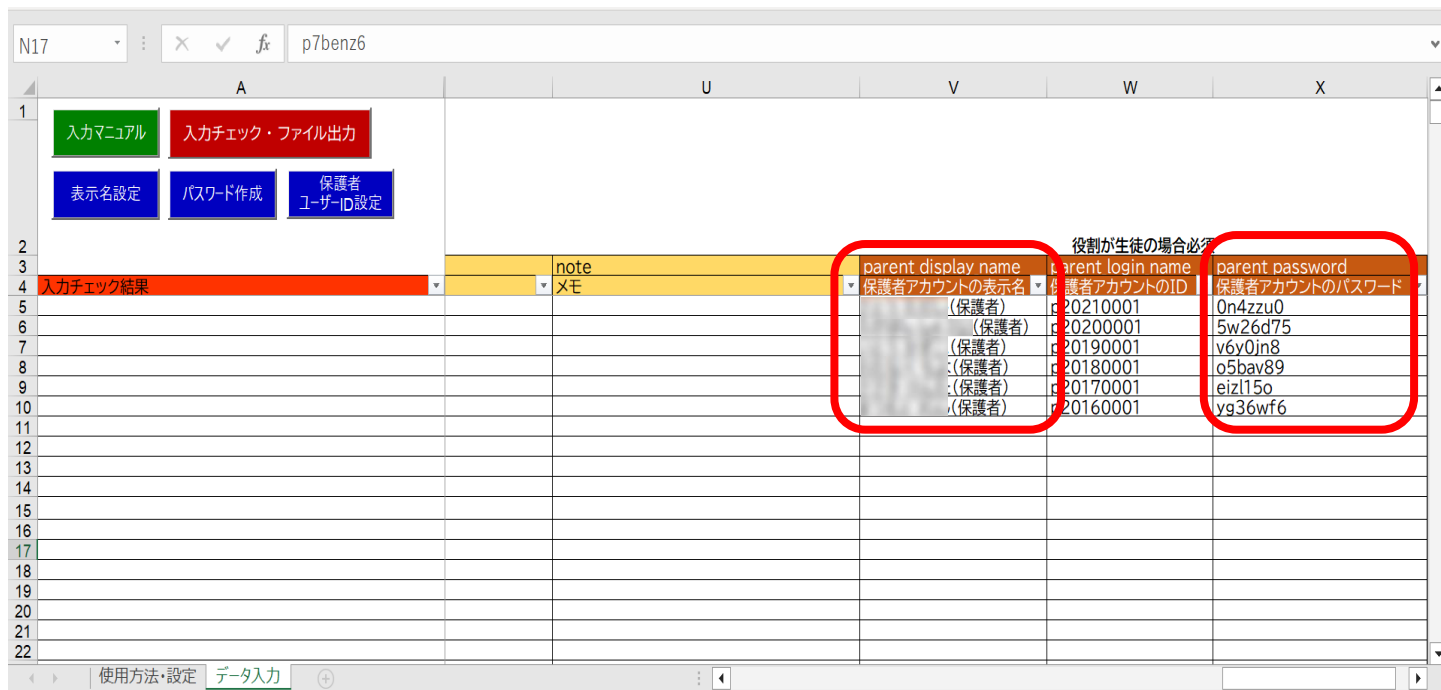 N17 fx p7benz6
A U V W X
1
入力マニュアル 入力チェック・ファイル出力
表示名設定 パスワード作成 保護者
ユーザーID設定
2 役割が生徒の場合必須
3 note parent display name parent login name parent password
4 入力チェック結果 メモ 保護者アカウントの表示名 保護者アカウントのID 保護者アカウントのパスワード
5 (保護者) p20210001 0n4zzu0
6 (保護者) p20200001 5w26d75
7 (保護者) p20190001 v6y0jn8
8 (保護者) p20180001 o5bav89
9 (保護者) p20170001 eizl15o
10 (保護者) p20160001 yg36wf6
11
12
13
14
15
16
17
18
19
20
21
22
使用方法・設定 データ入力